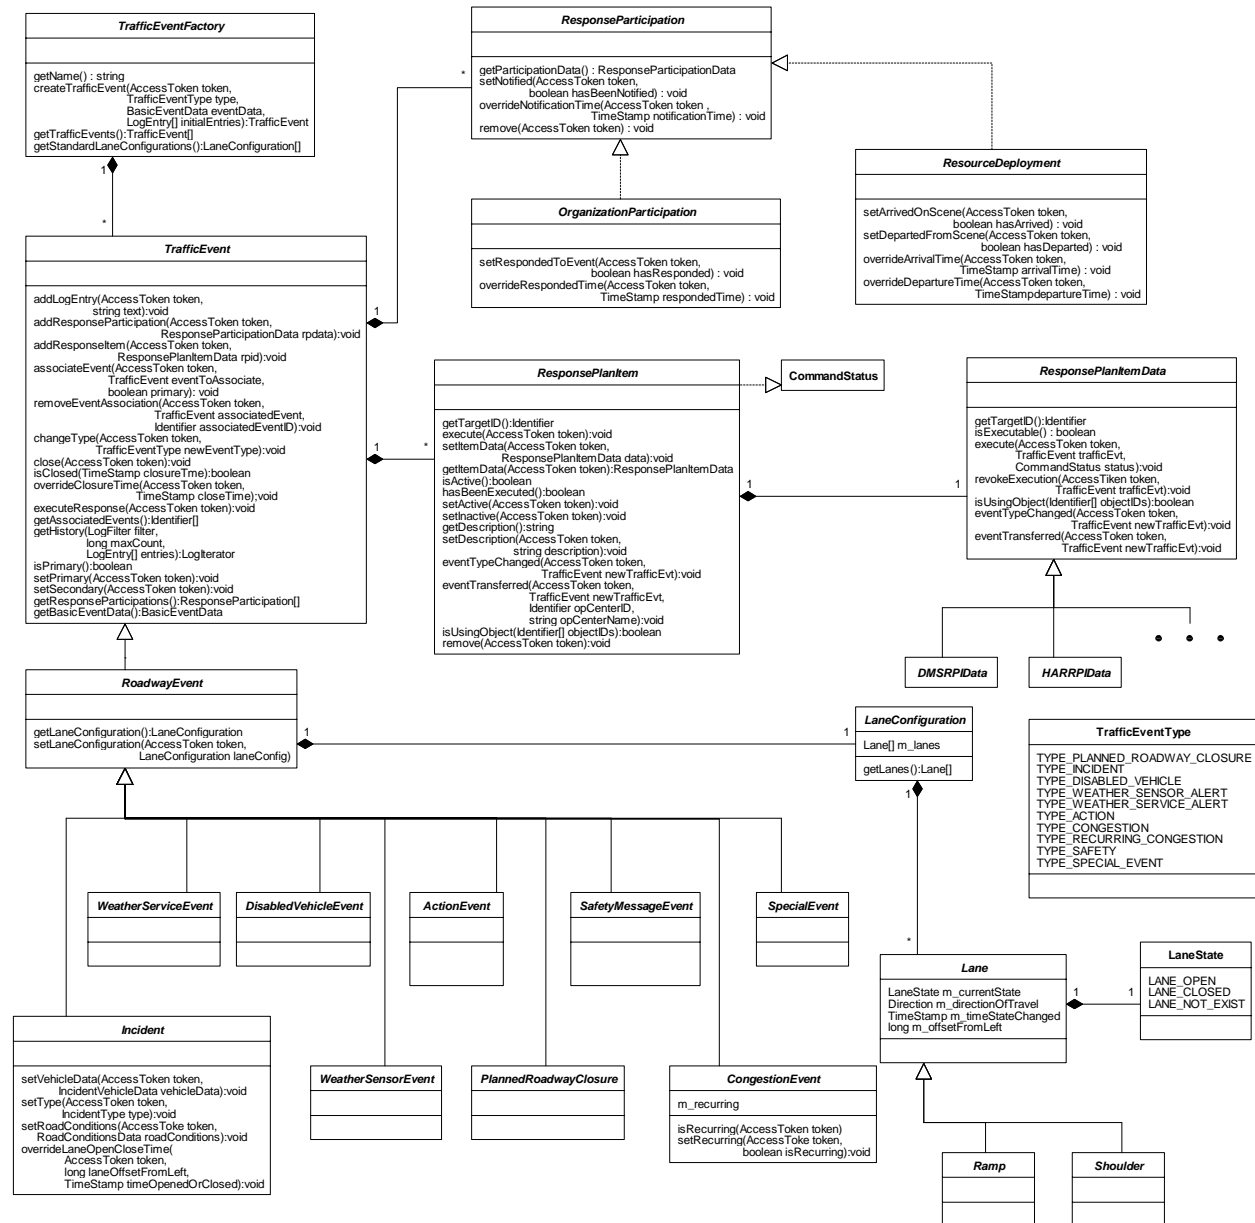 TrafficEventFactory
getName() : string
createTrafficEvent(AccessToken token,
TrafficEventType type,
BasicEventData eventData,
LogEntry[] initialEntries):TrafficEvent
getTrafficEvents():TrafficEvent[]
getStandardLaneConfigurations():LaneConfiguration[]
1
*
ResponseParticipation
getParticipationData() : ResponseParticipationData
setNotified(AccessToken token,
boolean hasBeenNotified) : void
overrideNotificationTime(AccessToken token ,
TimeStamp notificationTime) : void
remove(AccessToken token) : void
*
ResourceDeployment
setArrivedOnScene(AccessToken token,
boolean hasArrived) : void
setDepartedFromScene(AccessToken token,
boolean hasDeparted) : void
overrideArrivalTime(AccessToken token,
TimeStamp arrivalTime) : void
overrideDepartureTime(AccessToken token,
TimeStampdepartureTime) : void
OrganizationParticipation
setRespondedToEvent(AccessToken token,
boolean hasResponded) : void
overrideRespondedTime(AccessToken token,
TimeStamp respondedTime) : void
TrafficEvent
addLogEntry(AccessToken token,
string text):void
addResponseParticipation(AccessToken token,
ResponseParticipationData rpdata):void
addResponseItem(AccessToken token,
ResponsePlanItemData rpid):void
associateEvent(AccessToken token,
TrafficEvent eventToAssociate,
boolean primary): void
removeEventAssociation(AccessToken token,
TrafficEvent associatedEvent,
Identifier associatedEventID):void
changeType(AccessToken token,
TrafficEventType newEventType):void
close(AccessToken token):void
isClosed(TimeStamp closureTme):boolean
overrideClosureTime(AccessToken token,
TimeStamp closeTime);void
executeResponse(AccessToken token):void
getAssociatedEvents():Identifier[]
getHistory(LogFilter filter,
long maxCount,
LogEntry[] entries):LogIterator
isPrimary():boolean
setPrimary(AccessToken token):void
setSecondary(AccessToken token):void
getResponseParticipations():ResponseParticipation[]
getBasicEventData():BasicEventData
1
1
*
ResponsePlanItem
getTargetID():Identifier
execute(AccessToken token):void
setItemData(AccessToken token,
ResponsePlanItemData data):void
getItemData(AccessToken token):ResponsePlanItemData
isActive():boolean
hasBeenExecuted():boolean
setActive(AccessToken token):void
setInactive(AccessToken token):void
getDescription():string
setDescription(AccessToken token,
string description):void
eventTypeChanged(AccessToken token,
TrafficEvent newTrafficEvt):void
eventTransferred(AccessToken token,
TrafficEvent newTrafficEvt,
Identifier opCenterID,
string opCenterName):void
isUsingObject(Identifier[] objectIDs):boolean
remove(AccessToken token):void
CommandStatus
1
1
ResponsePlanItemData
getTargetID():Identifier
isExecutable() : boolean
execute(AccessToken token,
TrafficEvent trafficEvt,
CommandStatus status):void
revokeExecution(AccessTiken token,
TrafficEvent trafficEvt):void
isUsingObject(Identifier[] objectIDs):boolean
eventTypeChanged(AccessToken token,
TrafficEvent newTrafficEvt):void
eventTransferred(AccessToken token,
TrafficEvent newTrafficEvt):void
DMSRPIData
HARRPIData
RoadwayEvent
getLaneConfiguration():LaneConfiguration
setLaneConfiguration(AccessToken token,
LaneConfiguration laneConfig)
1
1
LaneConfiguration
Lane[] m_lanes
getLanes():Lane[]
1
*
TrafficEventType
TYPE_PLANNED_ROADWAY_CLOSURE
TYPE_INCIDENT
TYPE_DISABLED_VEHICLE
TYPE_WEATHER_SENSOR_ALERT
TYPE_WEATHER_SERVICE_ALERT
TYPE_ACTION
TYPE_CONGESTION
TYPE_RECURRING_CONGESTION
TYPE_SAFETY
TYPE_SPECIAL_EVENT
WeatherServiceEvent
DisabledVehicleEvent
ActionEvent
SafetyMessageEvent
SpecialEvent
Lane
LaneState m_currentState
Direction m_directionOfTravel
TimeStamp m_timeStateChanged
long m_offsetFromLeft
1
1
LaneState
LANE_OPEN
LANE_CLOSED
LANE_NOT_EXIST
Incident
setVehicleData(AccessToken token,
IncidentVehicleData vehicleData):void
setType(AccessToken token,
IncidentType type):void
setRoadConditions(AccessToke token,
RoadConditionsData roadConditions):void
overrideLaneOpenCloseTime(
AccessToken token,
long laneOffsetFromLeft,
TimeStamp timeOpenedOrClosed):void
WeatherSensorEvent
PlannedRoadwayClosure
CongestionEvent
m_recurring
isRecurring(AccessToken token)
setRecurring(AccessToke token,
boolean isRecurring):void
Ramp
Shoulder